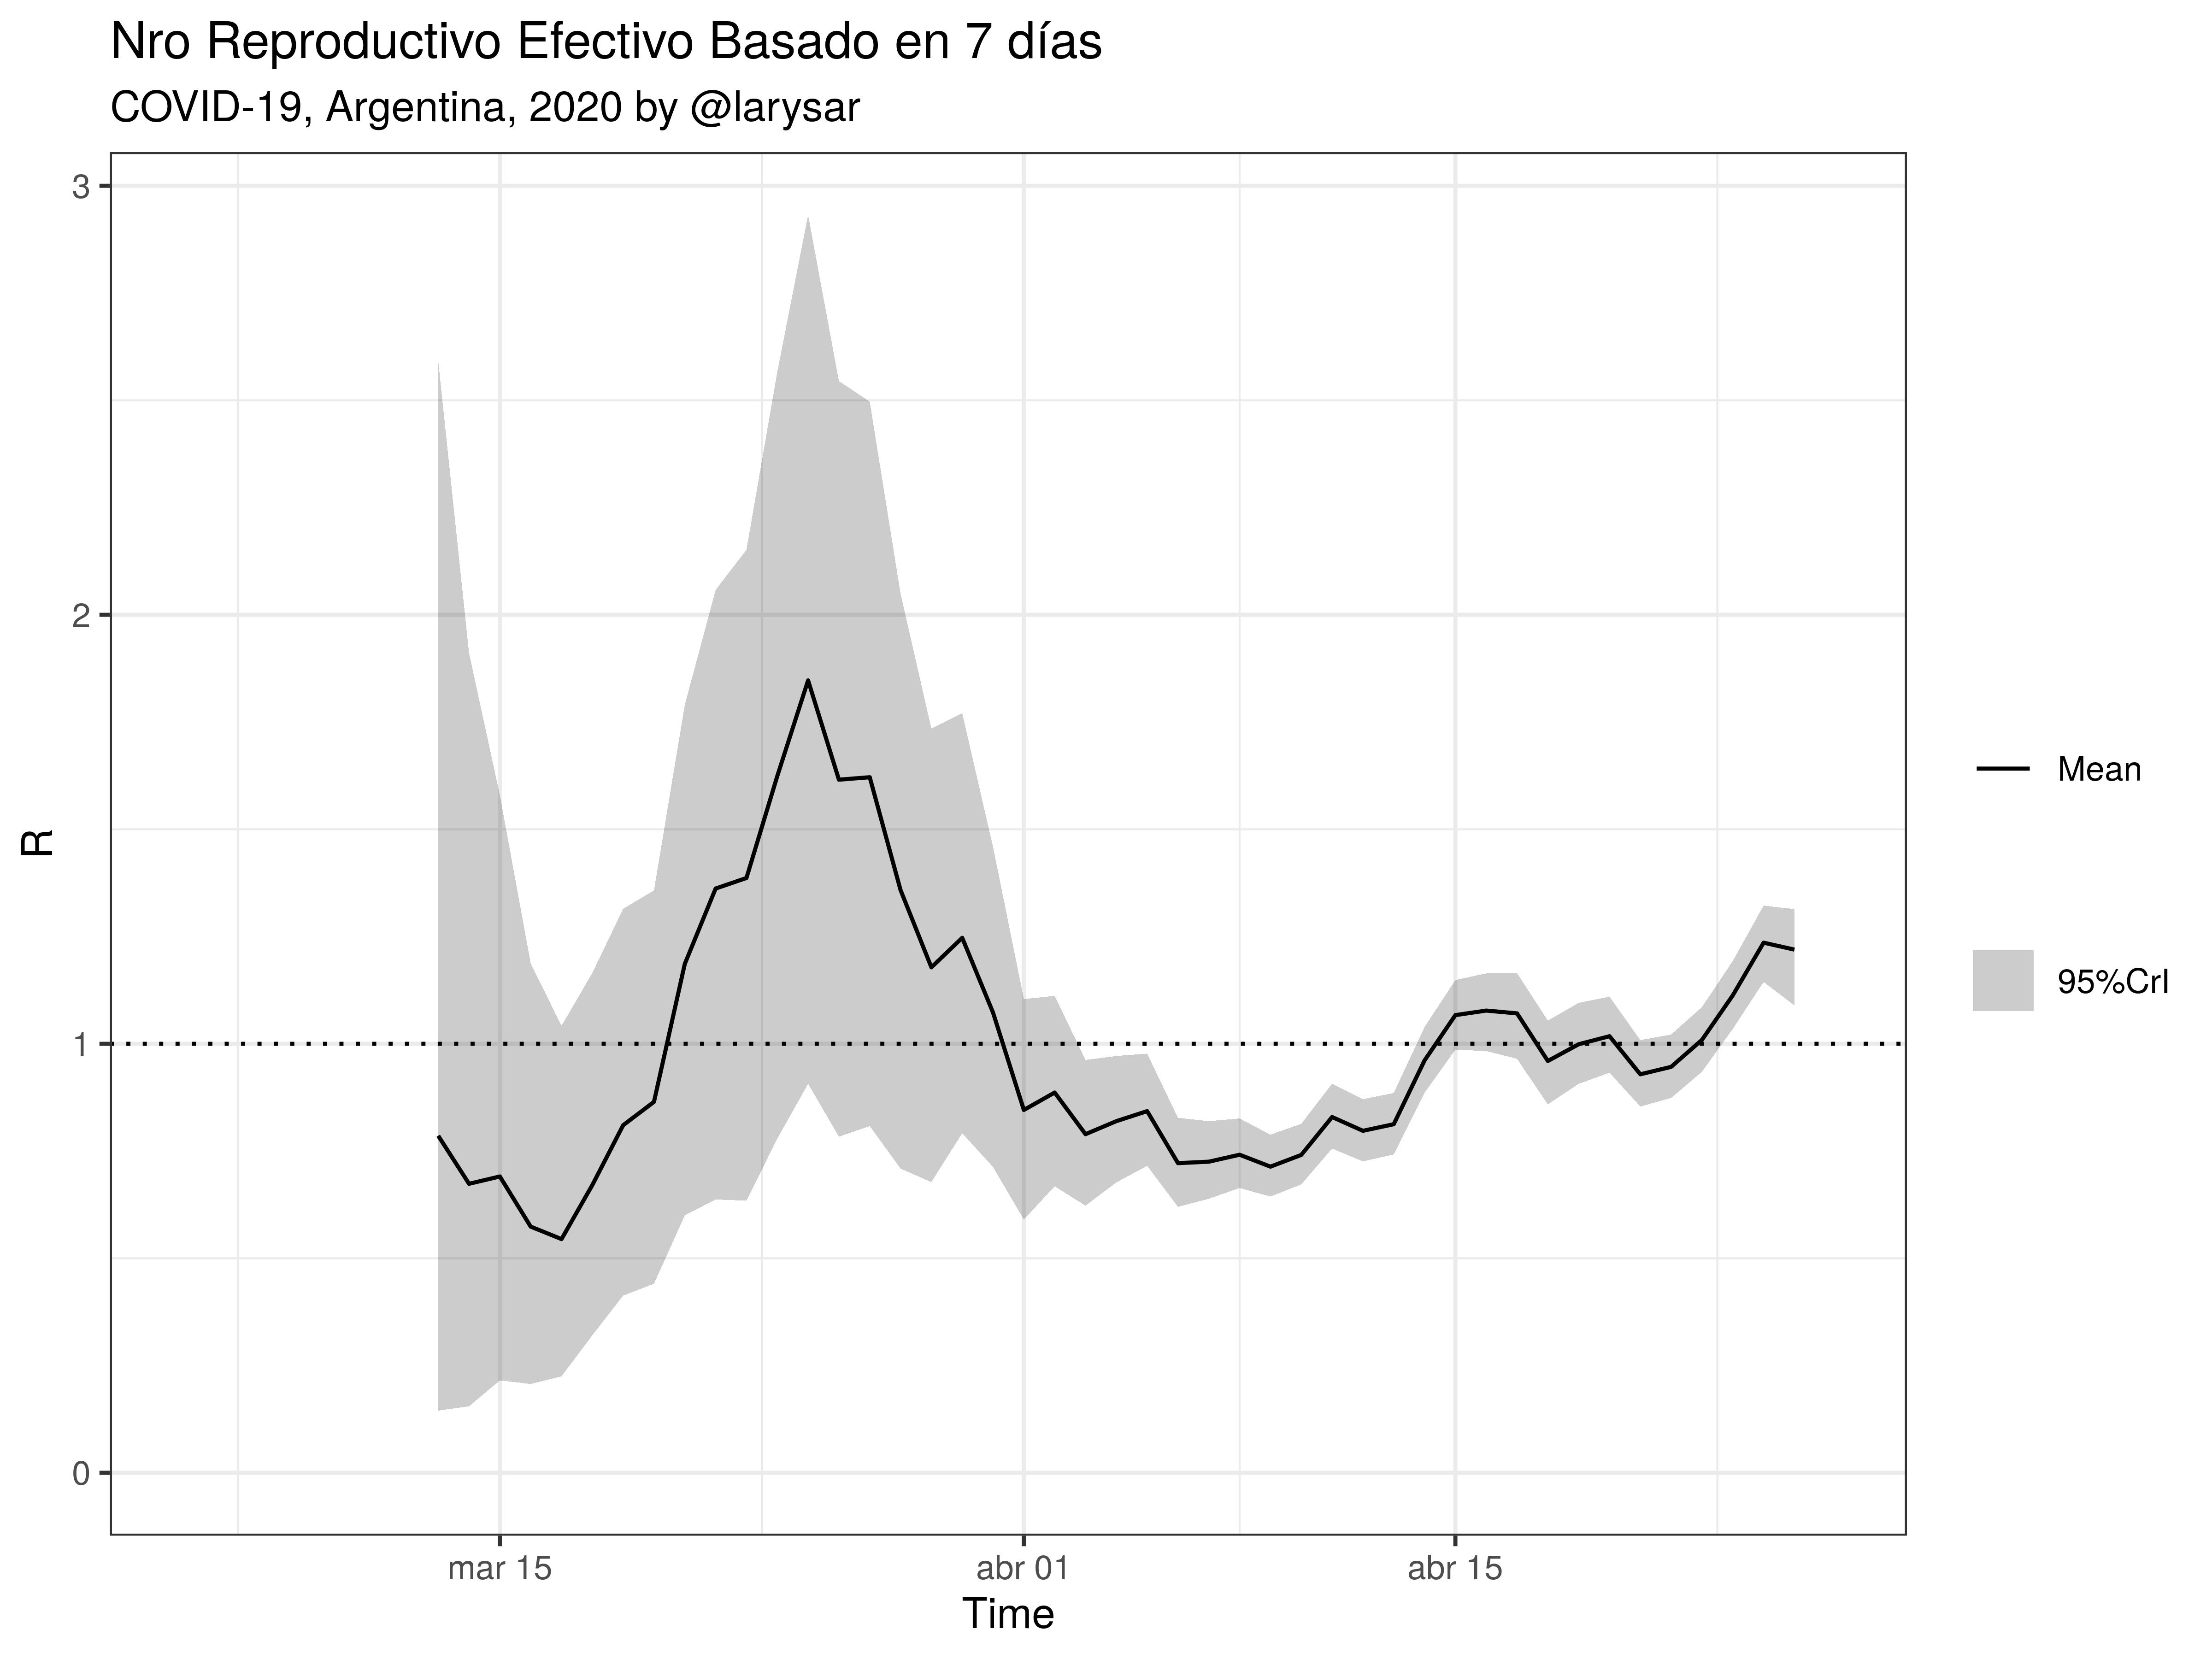 Nro Reproductivo Efectivo Basado en 7 días
COVID-19, Argentina, 2020 by @larysar
3
2
1
0
R
mar 15
abr 01
abr 15
Time
Mean
95%CrI